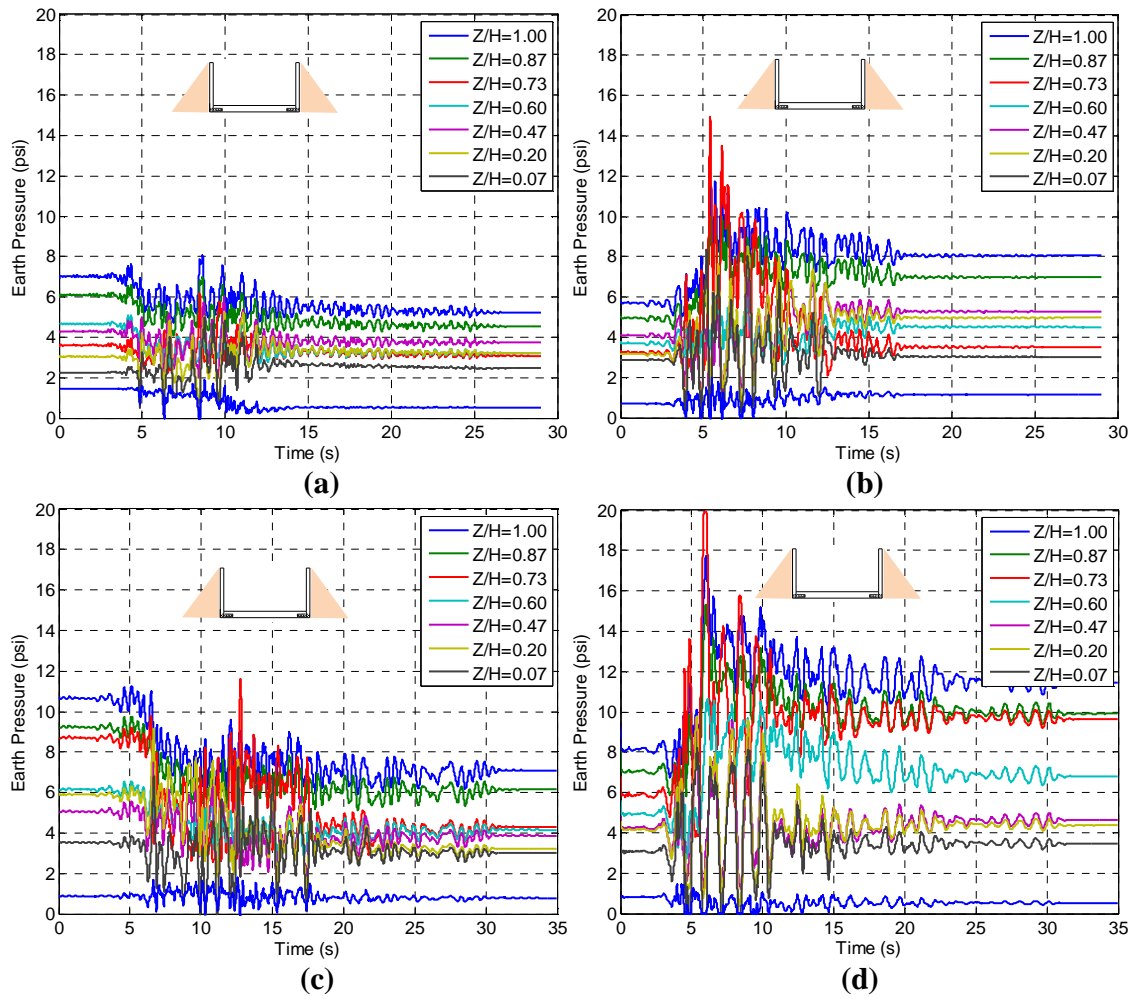 Earth Pressure (psi)
20
18
16
14
12
10
8
6
4
2
0
Z/H=1.00
Z/H=0.87
Z/H=0.73
Z/H=0.60
Z/H=0.47
Z/H=0.20
Z/H=0.07
0 5 10 15 20 25 30
Time (s)
(a)
Earth Pressure (psi)
20
18
16
14
12
10
8
6
4
2
0
Z/H=1.00
Z/H=0.87
Z/H=0.73
Z/H=0.60
Z/H=0.47
Z/H=0.20
Z/H=0.07
0 5 10 15 20 25 30
Time (s)
(b)
Earth Pressure (psi)
20
18
16
14
12
10
8
6
4
2
0
Z/H=1.00
Z/H=0.87
Z/H=0.73
Z/H=0.60
Z/H=0.47
Z/H=0.20
Z/H=0.07
0 5 10 15 20 25 30 35
Time (s)
(c)
Earth Pressure (psi)
20
18
16
14
12
10
8
6
4
2
0
Z/H=1.00
Z/H=0.87
Z/H=0.73
Z/H=0.60
Z/H=0.47
Z/H=0.20
Z/H=0.07
0 5 10 15 20 25 30 35
Time (s)
(d)